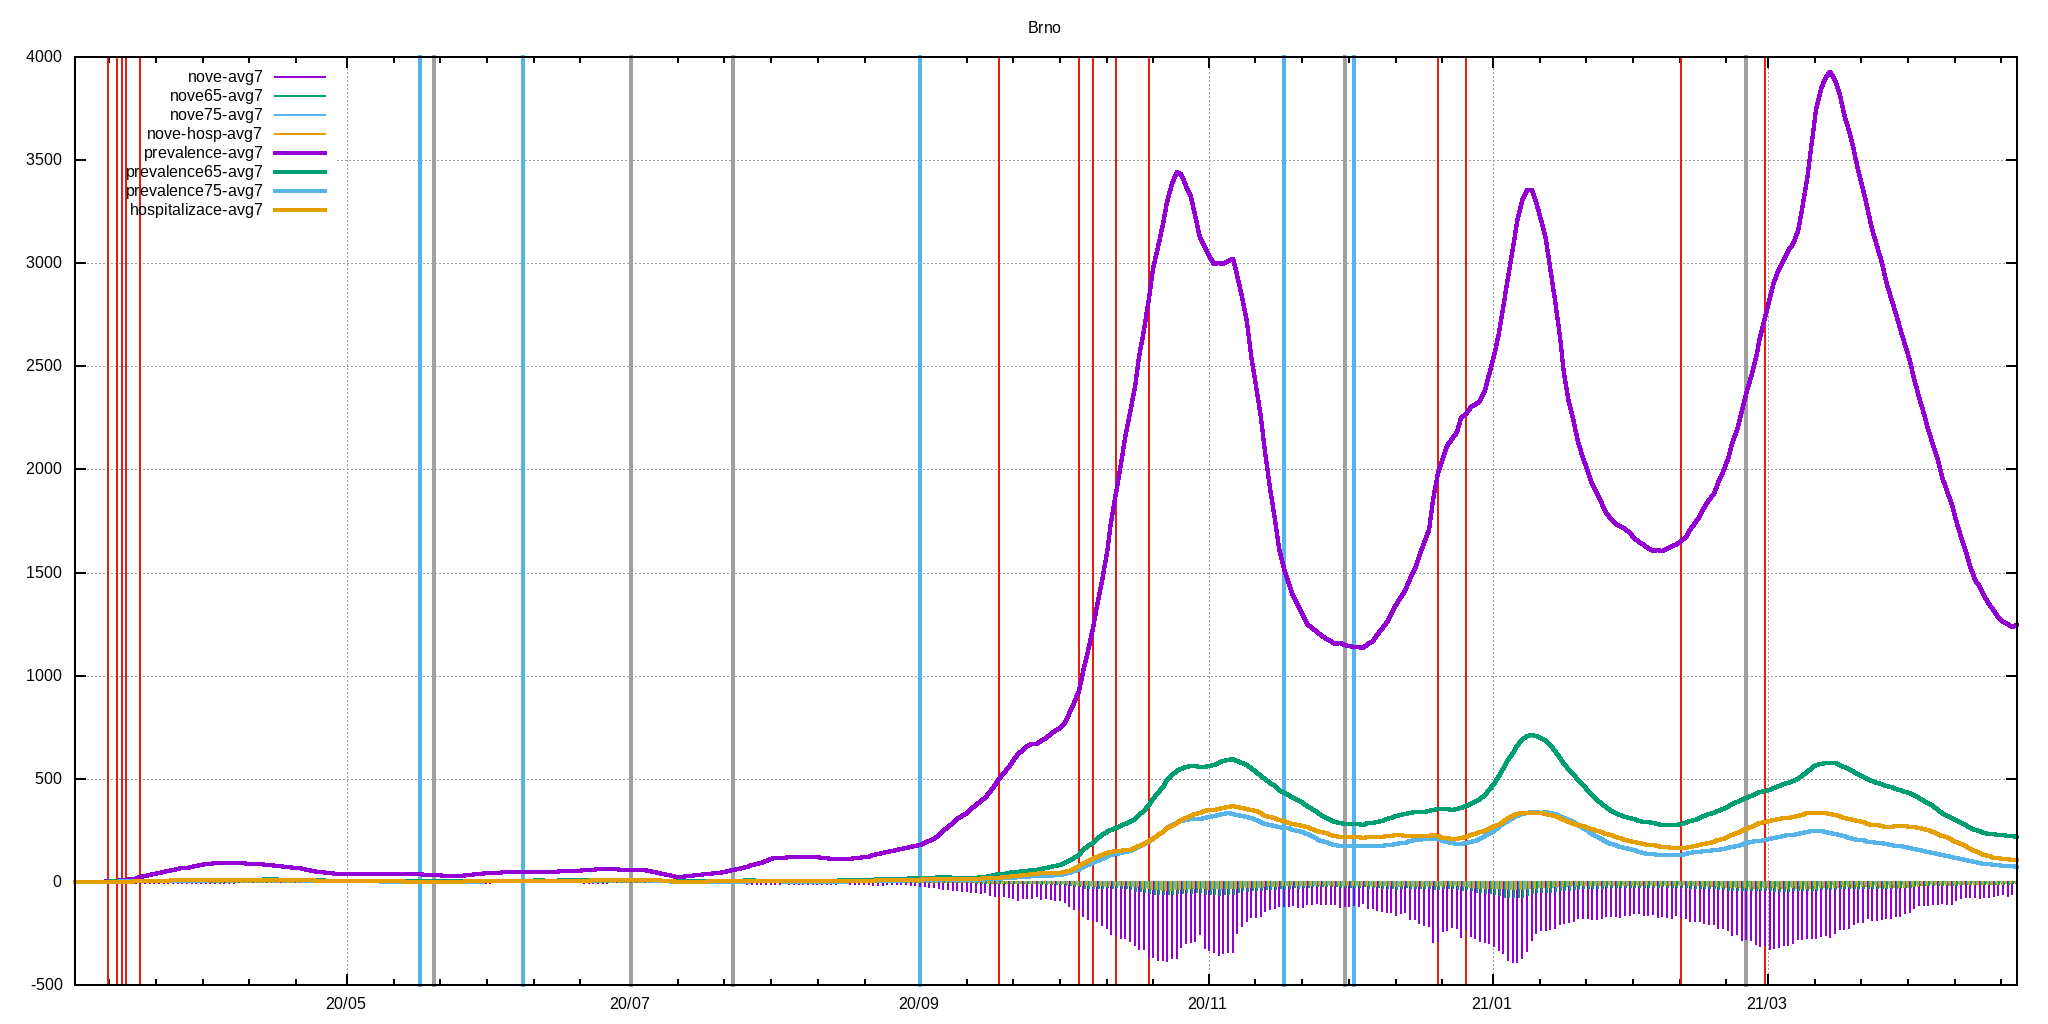 Brno
4000
3500
3000
2500
2000
1500
1000
500
0
-500
nove-avg7
nove65-avg7
nove75-avg7
nove-hosp-avg7
prevalence-avg7
prevalence65-avg7
prevalence75-avg7
hospitalizace-avg7
20/05 20/07 20/09 20/11 21/01 21/03